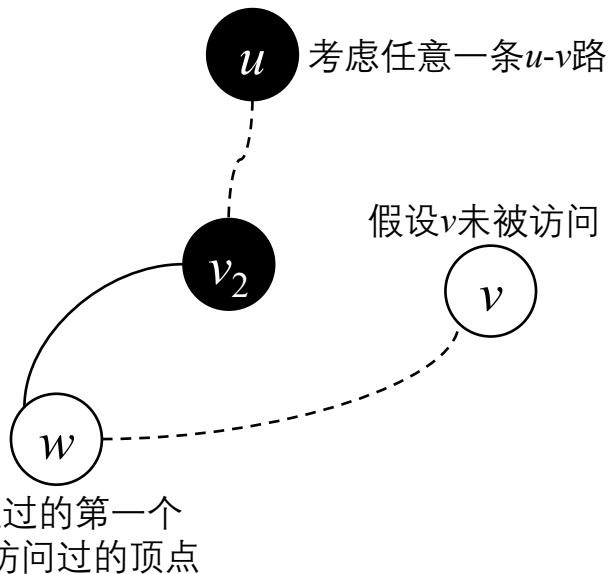 u 考虑任意一条u-v路
假设v未被访问
v2
v
w
过的第一个
访问过的顶点